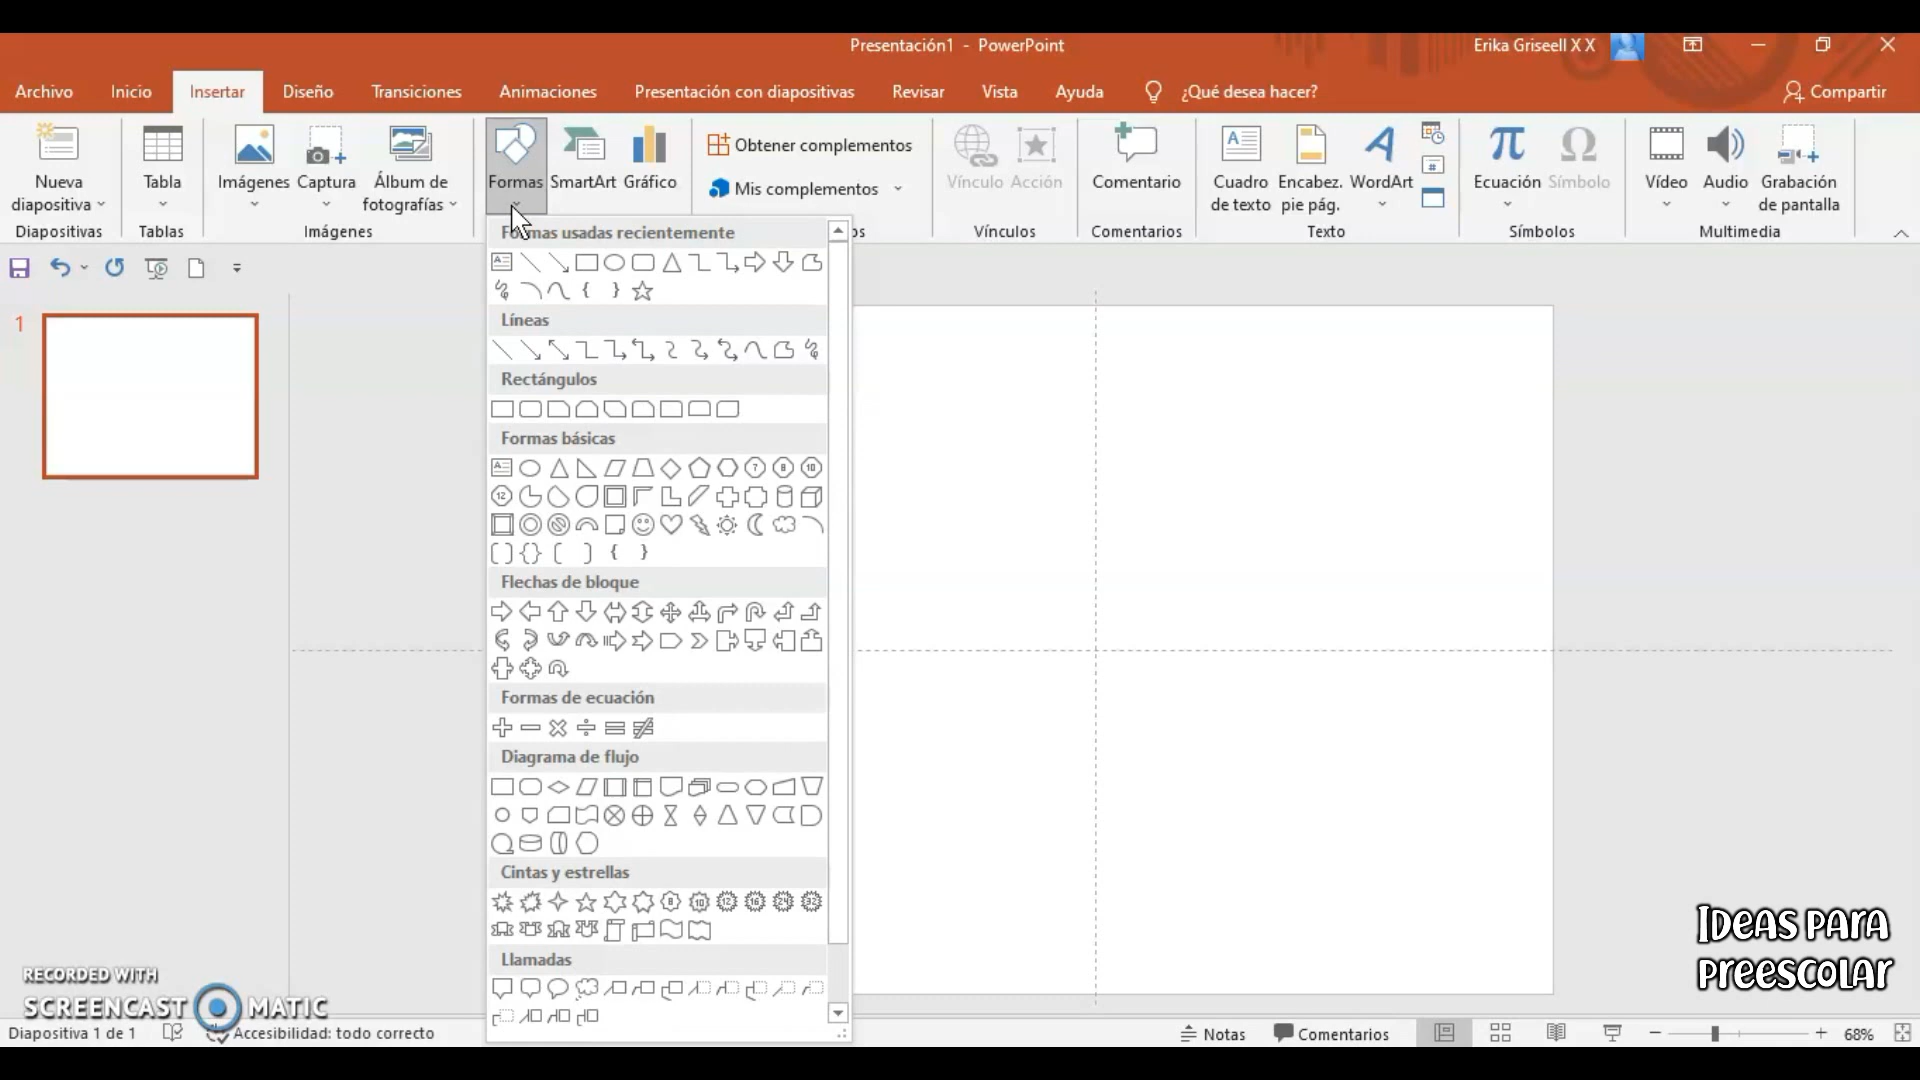 Presentación1 - PowerPoint
Erika Griseell X X
Archivo Inicio Insertar Diseño Transiciones Animaciones Presentación con diapositivas Revisar Vista Ayuda ¿Qué desea hacer? Compartir
Nueva diapositiva
Tabla
Imágenes
Captura
Álbum de fotografías
Formas
SmartArt
Gráfico
Obtener complementos
Mis complementos
Vínculo
Acción
Comentario
Cuadro de texto
Encabez. pie pág.
WordArt
Ecuación
Símbolo
Vídeo
Audio
Grabación de pantalla
Diapositivas Tablas Imágenes os Vínculos Comentarios Texto Símbolos Multimedia
Formas usadas recientemente
Líneas
Rectángulos
Formas básicas
Flechas de bloque
Formas de ecuación
Diagrama de flujo
Cintas y estrellas
Llamadas
1
Ideas para
preescolar
RECORDED WITH
SCREENCAST MATIC
Diapositiva 1 de 1 Accesibilidad: todo correcto Notas Comentarios 68%